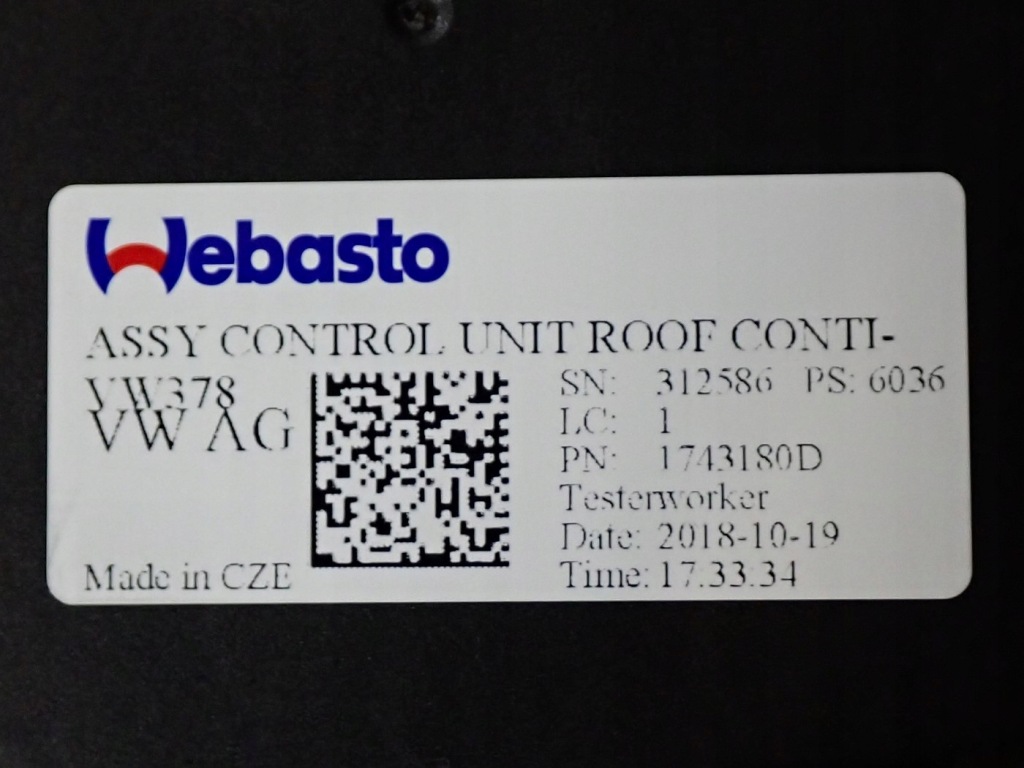 Webasto
ASSY CONTROL UNIT ROOF CONTI-
VW378
VW AG
SN: 312586 PS: 6036
LC: 1
PN: 1743180D
Testerworker
Date: 2018-10-19
Time: 17:33:34
Made in CZE